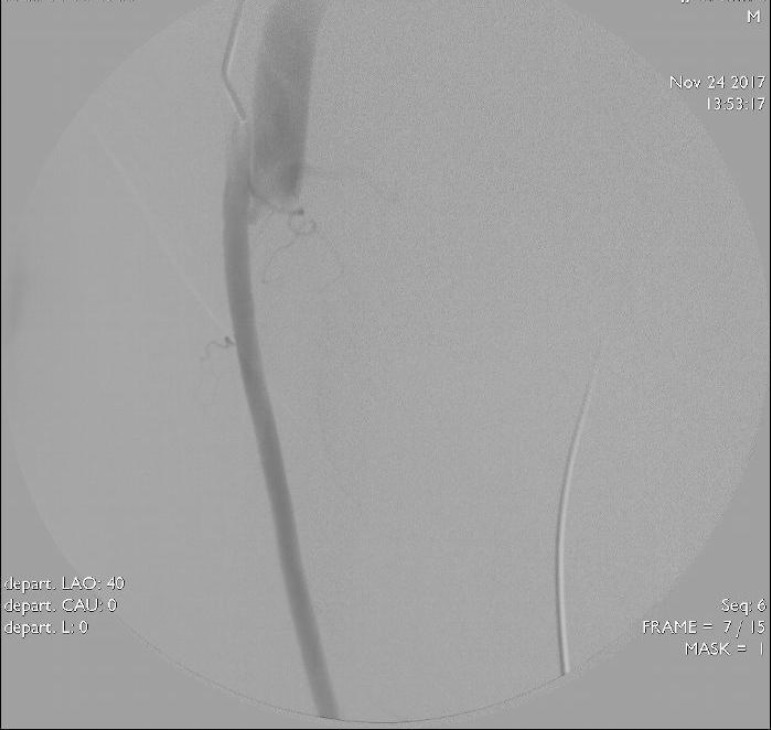 M
Nov 24 2017
13:53:17
depart. LAO: 40
depart. CAU: 0
depart. L: 0
Seq: 6
FRAME = 7 / 15
MASK = 1